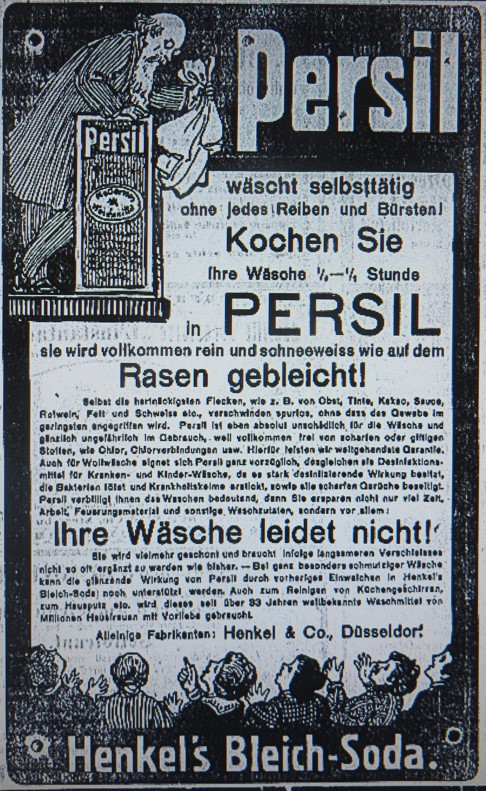 Persil
Persil
wäscht selbsttätig
ohne jedes Reiben und Bürsten!
Kochen Sie
Ihre Wäsche ¼–½ Stunde
in PERSIL
sie wird vollkommen rein und schneeweiss wie auf dem
Rasen gebleicht!
Selbst die hartnäckigsten Flecken, wie z. B. von Obst, Tinte, Kakao, Sauce,
Rotwein, Fett und Schweiss etc., verschwinden spurlos, ohne dass das Gewebe im
geringsten angegriffen wird. Persil ist eben absolut unschädlich für die Wäsche und
gänzlich ungefährlich im Gebrauch, weil vollkommen frei von scharfen oder giftigen
Stoffen, wie Chlor, Chlorverbindungen usw. Hierfür leisten wir weitgehendste Garantie.
Auch für Wollwäsche eignet sich Persil ganz vorzüglich, desgleichen als Desinfektions-
mittel für Kranken- und Kinder-Wäsche, da es stark desinfizierende Wirkung besitzt,
die Bakterien tötet und Krankheitskeime erstickt, sowie alle scharfen Gerüche beseitigt.
Persil verbilligt Ihnen das Waschen bedeutend, denn Sie ersparen nicht nur viel Zeit,
Arbeit, Feuerungsmaterial und sonstige Waschzutaten, sondern vor allem:
Ihre Wäsche leidet nicht!
Sie wird vielmehr geschont und braucht infolge langsameren Verschleisses
nicht so oft ergänzt zu werden wie bisher. — Bei ganz besonders schmutziger Wäsche
kann die glänzende Wirkung von Persil durch vorheriges Einweichen in Henkel's
Bleich-Soda noch unterstützt werden. Auch zum Reinigen von Küchengeschirren,
zum Hausputz etc. wird dieses seit über 33 Jahren weltbekannte Waschmittel von
Millionen Hausfrauen mit Vorliebe gebraucht.
Alleinige Fabrikanten: Henkel & Co., Düsseldorf.
Henkel's Bleich-Soda.